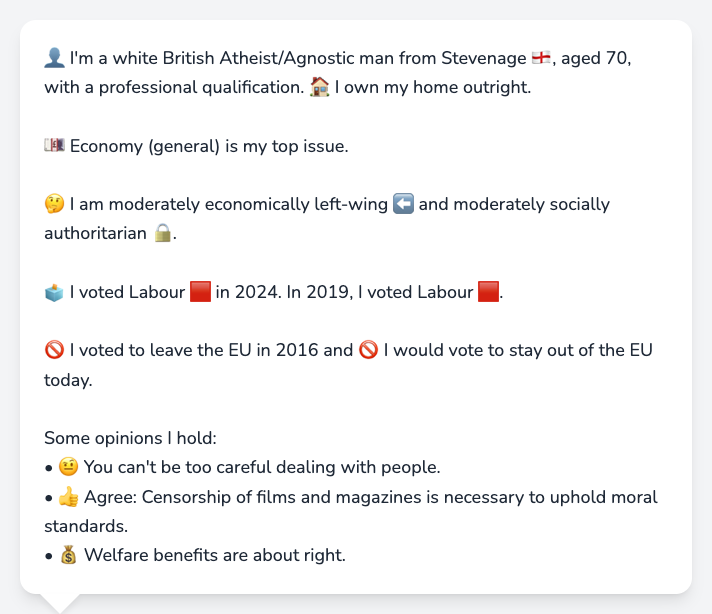 👤 I'm a white British Atheist/Agnostic man from Stevenage 🏴󠁧󠁢󠁥󠁮󠁧󠁿, aged 70,
with a professional qualification. 🏠 I own my home outright.
💷 Economy (general) is my top issue.
🤔 I am moderately economically left-wing ⬅️ and moderately socially
authoritarian 🔒.
🗳️ I voted Labour 🟥 in 2024. In 2019, I voted Labour 🟥.
🚫 I voted to leave the EU in 2016 and 🚫 I would vote to stay out of the EU
today.
Some opinions I hold:
• 🤨 You can't be too careful dealing with people.
• 👍 Agree: Censorship of films and magazines is necessary to uphold moral
standards.
• 💰 Welfare benefits are about right.